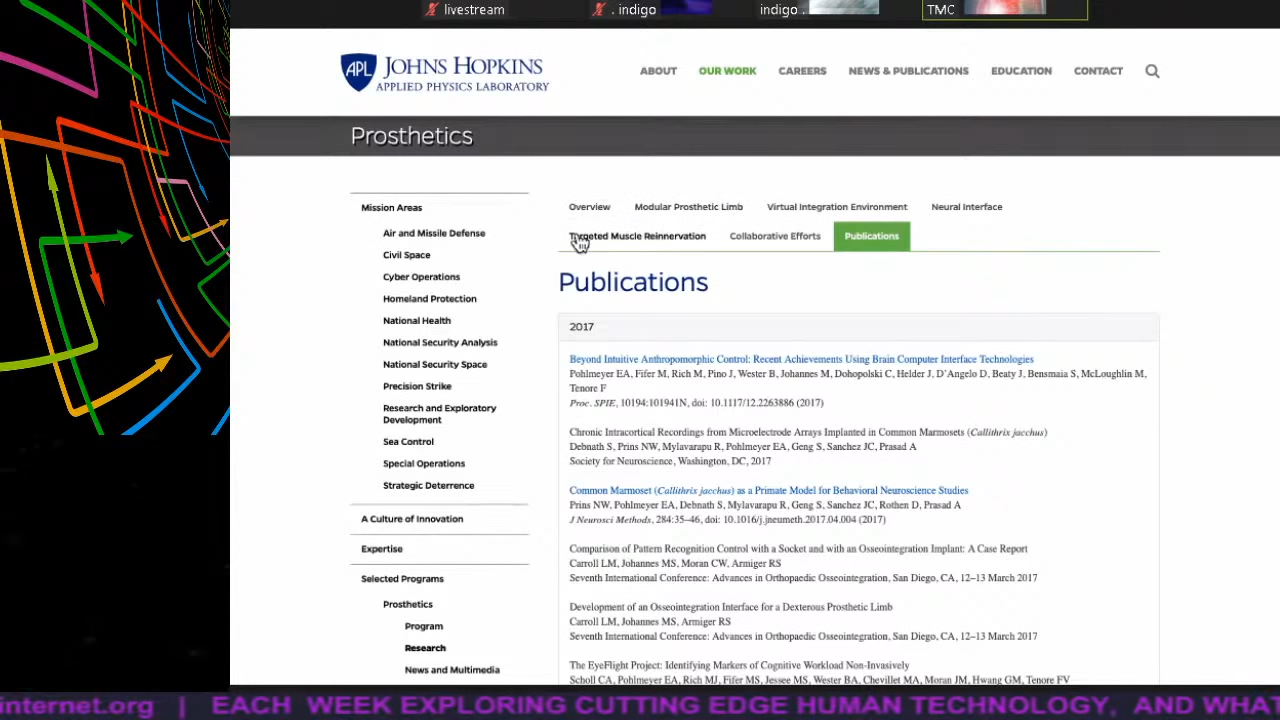 livestream
. indigo
indigo .
TMC
APL
JOHNS HOPKINS
APPLIED PHYSICS LABORATORY
ABOUT
OUR WORK
CAREERS
NEWS & PUBLICATIONS
EDUCATION
CONTACT
Prosthetics
Mission Areas
Air and Missile Defense
Civil Space
Cyber Operations
Homeland Protection
National Health
National Security Analysis
National Security Space
Precision Strike
Research and Exploratory
Development
Sea Control
Special Operations
Strategic Deterrence
A Culture of Innovation
Expertise
Selected Programs
Prosthetics
Program
Research
News and Multimedia
Overview
Modular Prosthetic Limb
Virtual Integration Environment
Neural Interface
Targeted Muscle Reinnervation
Collaborative Efforts
Publications
Publications
2017
Beyond Intuitive Anthropomorphic Control: Recent Achievements Using Brain Computer Interface Technologies
Pohlmeyer EA, Fifer M, Rich M, Pino J, Wester B, Johannes M, Dohopolski C, Helder J, D'Angelo D, Beaty J, Bensmaia S, McLoughlin M,
Tenore F
Proc. SPIE, 10194:101941N, doi: 10.1117/12.2263886 (2017)
Chronic Intracortical Recordings from Microelectrode Arrays Implanted in Common Marmosets (Callithrix jacchus)
Debnath S, Prins NW, Mylavarapu R, Pohlmeyer EA, Geng S, Sanchez JC, Prasad A
Society for Neuroscience, Washington, DC, 2017
Common Marmoset (Callithrix jacchus) as a Primate Model for Behavioral Neuroscience Studies
Prins NW, Pohlmeyer EA, Debnath S, Mylavarapu R, Geng S, Sanchez JC, Rothen D, Prasad A
J Neurosci Methods, 284:35–46, doi: 10.1016/j.jneumeth.2017.04.004 (2017)
Comparison of Pattern Recognition Control with a Socket and with an Osseointegration Implant: A Case Report
Carroll LM, Johannes MS, Moran CW, Armiger RS
Seventh International Conference: Advances in Orthopaedic Osseointegration, San Diego, CA, 12–13 March 2017
Development of an Osseointegration Interface for a Dexterous Prosthetic Limb
Carroll LM, Johannes MS, Armiger RS
Seventh International Conference: Advances in Orthopaedic Osseointegration, San Diego, CA, 12–13 March 2017
The EyeFlight Project: Identifying Markers of Cognitive Workload Non-Invasively
Scholl CA, Pohlmeyer EA, Rich MJ, Fifer MS, Jessee MS, Wester BA, Chevillet MA, Moran JM, Hwang GM, Tenore FV
internet.org | EACH WEEK EXPLORING CUTTING EDGE HUMAN TECHNOLOGY, AND WHAT